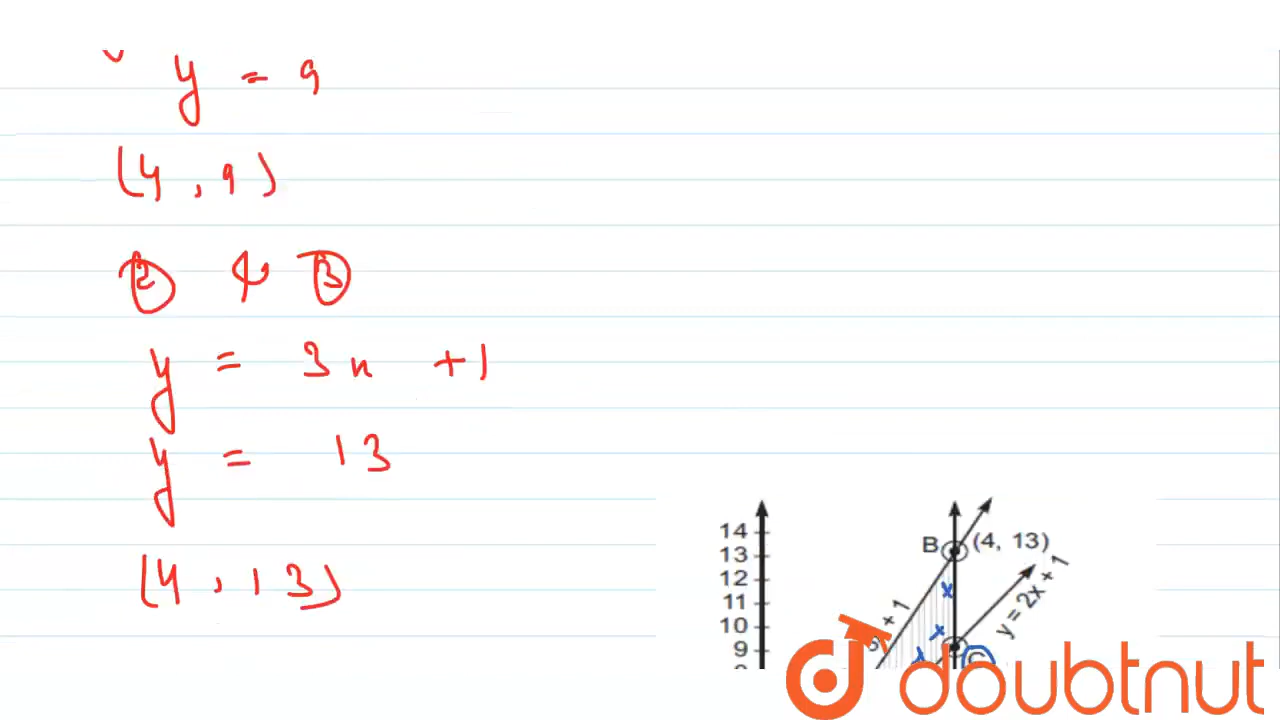 y = 9
(4, 9)
② & ③
y = 3x + 1
y = 13
(4, 13)
14
13
12
11
10
9
B (4, 13)
+ 1
y = 2x + 1
C
doubtnut